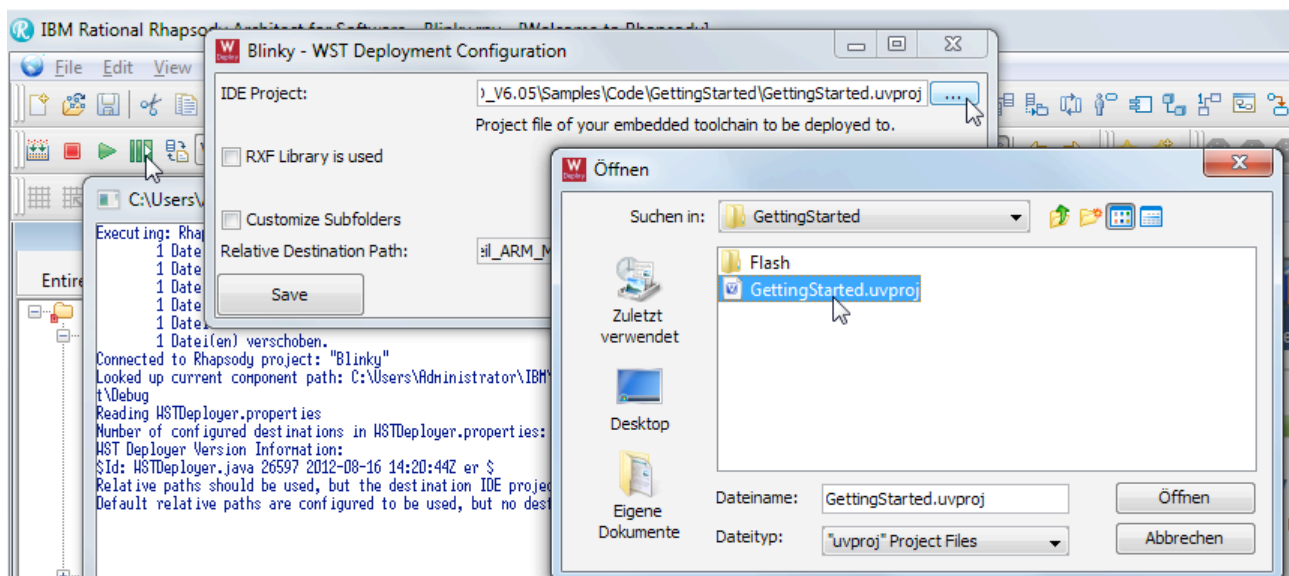 IBM Rational Rhapso
File Edit View
Blinky - WST Deployment Configuration
IDE Project:
)_V6.05\Samples\Code\GettingStarted\GettingStarted.uvproj
...
Project file of your embedded toolchain to be deployed to.
RXF Library is used
Customize Subfolders
Relative Destination Path:
eil_ARM_M
Save
Entire
C:\Users\
Executing: Rhap
1 Date
1 Date
1 Date
1 Date
1 Datei
1 Datei(en) verschoben.
Connected to Rhapsody project: "Blinky"
Looked up current component path: C:\Users\Administrator\IBM\
t\Debug
Reading WSTDeployer.properties
Number of configured destinations in WSTDeployer.properties:
WST Deployer Version Information:
$Id: WSTDeployer.java 26597 2012-08-16 14:20:44Z er $
Relative paths should be used, but the destination IDE projec
Default relative paths are configured to be used, but no dest
Deploy
Öffnen
Suchen in:
GettingStarted
Flash
GettingStarted.uvproj
Zuletzt
verwendet
Desktop
Eigene
Dokumente
Dateiname:
GettingStarted.uvproj
Öffnen
Dateityp:
"uvproj" Project Files
Abbrechen